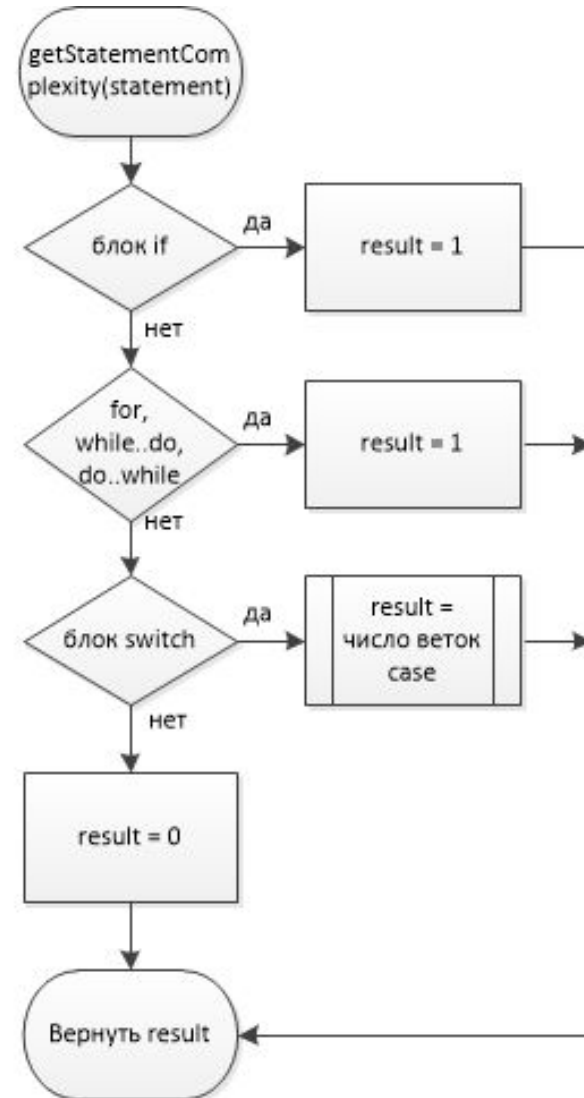 getStatementCom
plexity(statement)
блок if
да
result = 1
нет
for,
while..do,
do..while
да
result = 1
нет
блок switch
да
result =
число веток
case
нет
result = 0
Вернуть result